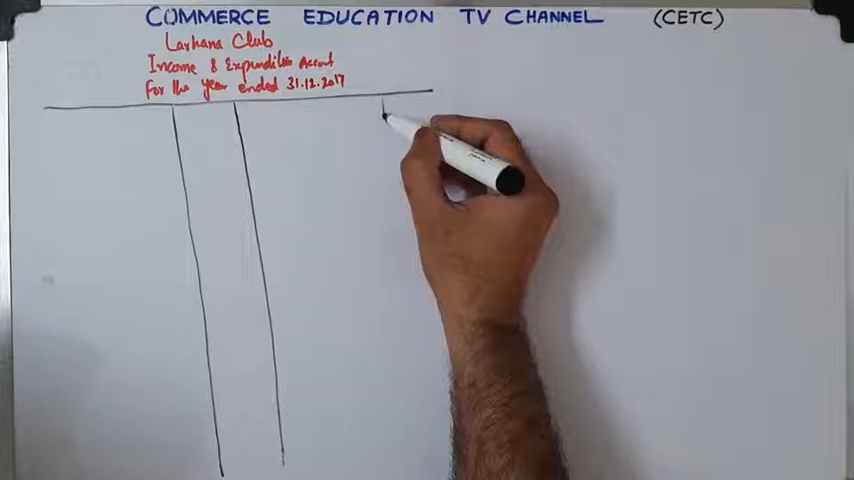 COMMERCE EDUCATION TV CHANNEL (CETC)
Larkana Club
Income & Expenditure Account
For the year ended 31.12.2017